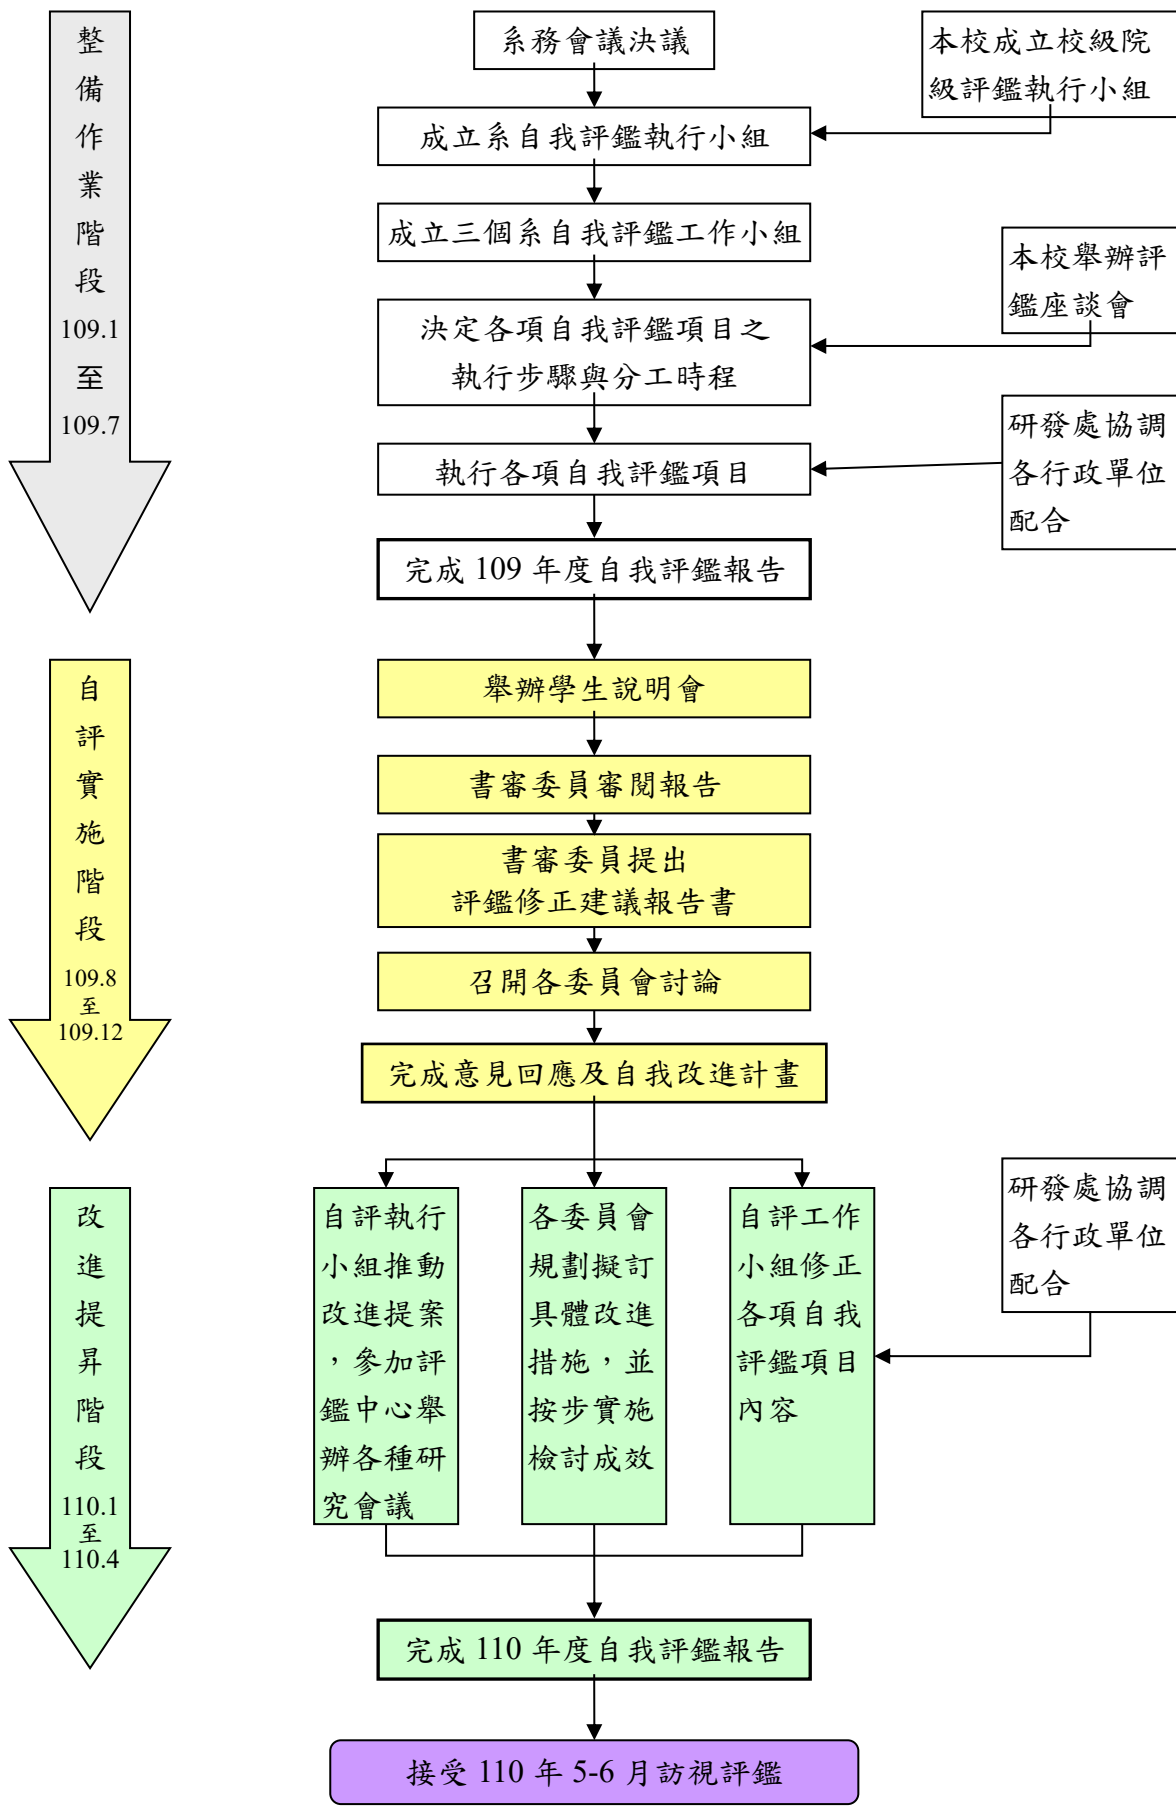 整
備
作
業
階
段
109.1
至
109.7
系務會議決議
本校成立校級院
級評鑑執行小組
成立系自我評鑑執行小組
成立三個系自我評鑑工作小組
本校舉辦評
鑑座談會
決定各項自我評鑑項目之
執行步驟與分工時程
研發處協調
各行政單位
配合
執行各項自我評鑑項目
完成 109 年度自我評鑑報告
自
評
實
施
階
段
109.8
至
109.12
舉辦學生說明會
書審委員審閱報告
書審委員提出
評鑑修正建議報告書
召開各委員會討論
完成意見回應及自我改進計畫
改
進
提
昇
階
段
110.1
至
110.4
自評執行
小組推動
改進提案
，參加評
鑑中心舉
辦各種研
究會議
各委員會
規劃擬訂
具體改進
措施，並
按步實施
檢討成效
自評工作
小組修正
各項自我
評鑑項目
內容
研發處協調
各行政單位
配合
完成 110 年度自我評鑑報告
接受 110 年 5-6 月訪視評鑑